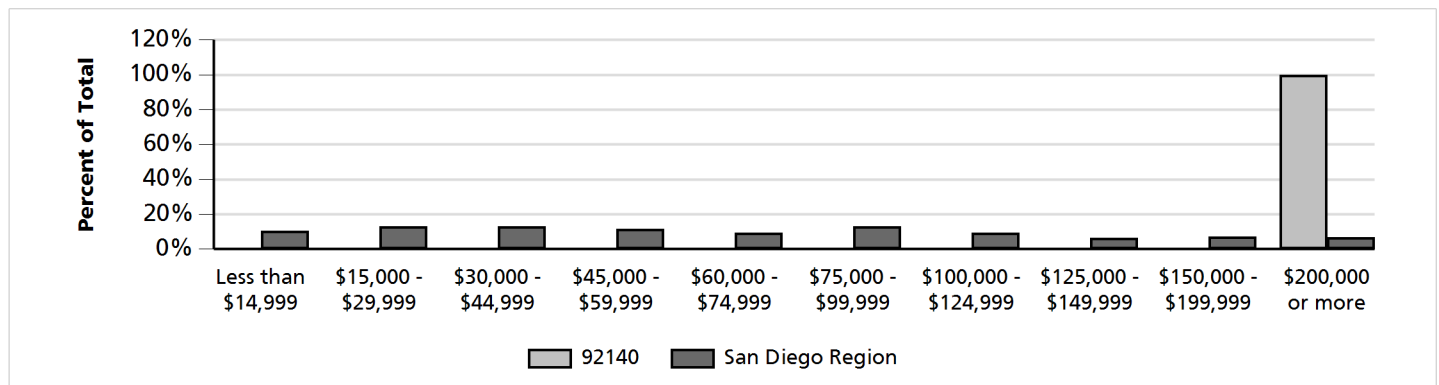 Percent of Total
120%
100%
80%
60%
40%
20%
0%
Less than $14,999
$15,000 - $29,999
$30,000 - $44,999
$45,000 - $59,999
$60,000 - $74,999
$75,000 - $99,999
$100,000 - $124,999
$125,000 - $149,999
$150,000 - $199,999
$200,000 or more
92140
San Diego Region